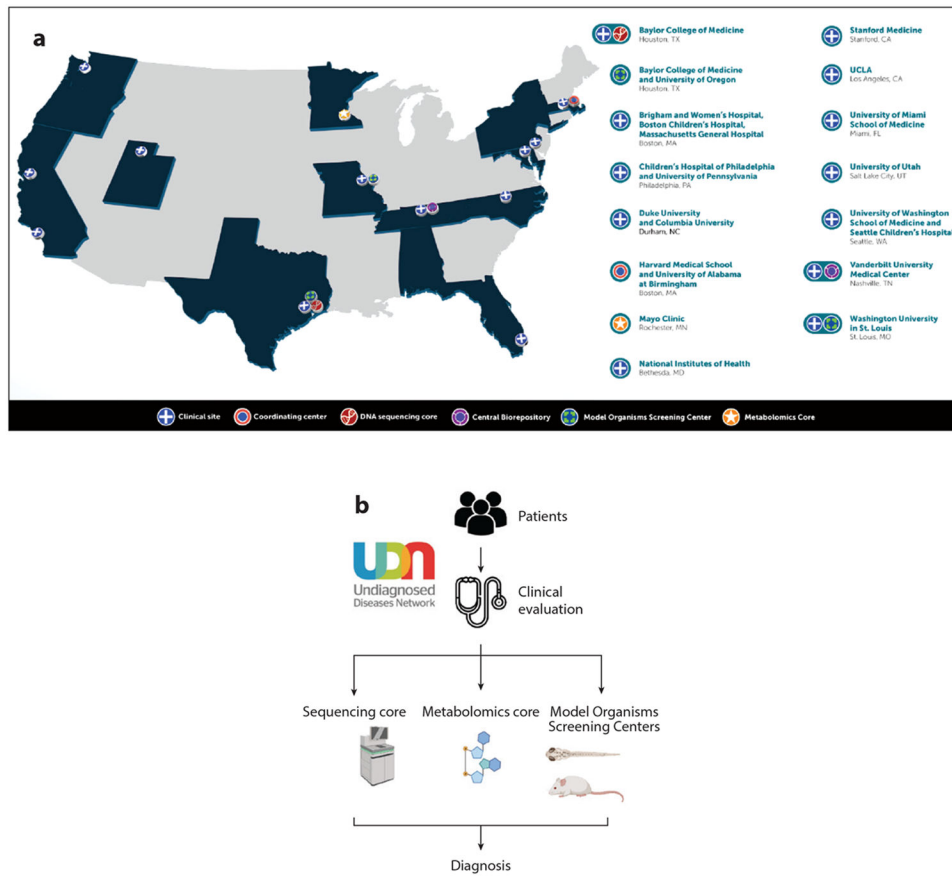 a
Baylor College of Medicine
Houston, TX
Baylor College of Medicine
and University of Oregon
Houston, TX
Brigham and Women's Hospital,
Boston Children's Hospital,
Massachusetts General Hospital
Boston, MA
Children's Hospital of Philadelphia
and University of Pennsylvania
Philadelphia, PA
Duke University
and Columbia University
Durham, NC
Harvard Medical School
and University of Alabama
at Birmingham
Boston, MA
Mayo Clinic
Rochester, MN
National Institutes of Health
Bethesda, MD
Stanford Medicine
Stanford, CA
UCLA
Los Angeles, CA
University of Miami
School of Medicine
Miami, FL
University of Utah
Salt Lake City, UT
University of Washington
School of Medicine and
Seattle Children's Hospital
Seattle, WA
Vanderbilt University
Medical Center
Nashville, TN
Washington University
in St. Louis
St. Louis, MO
Clinical site
Coordinating center
DNA sequencing core
Central Biorepository
Model Organisms Screening Center
Metabolomics Core
b
Patients
UDN
Undiagnosed
Diseases Network
Clinical
evaluation
Sequencing core
Metabolomics core
Model Organisms
Screening Centers
Diagnosis